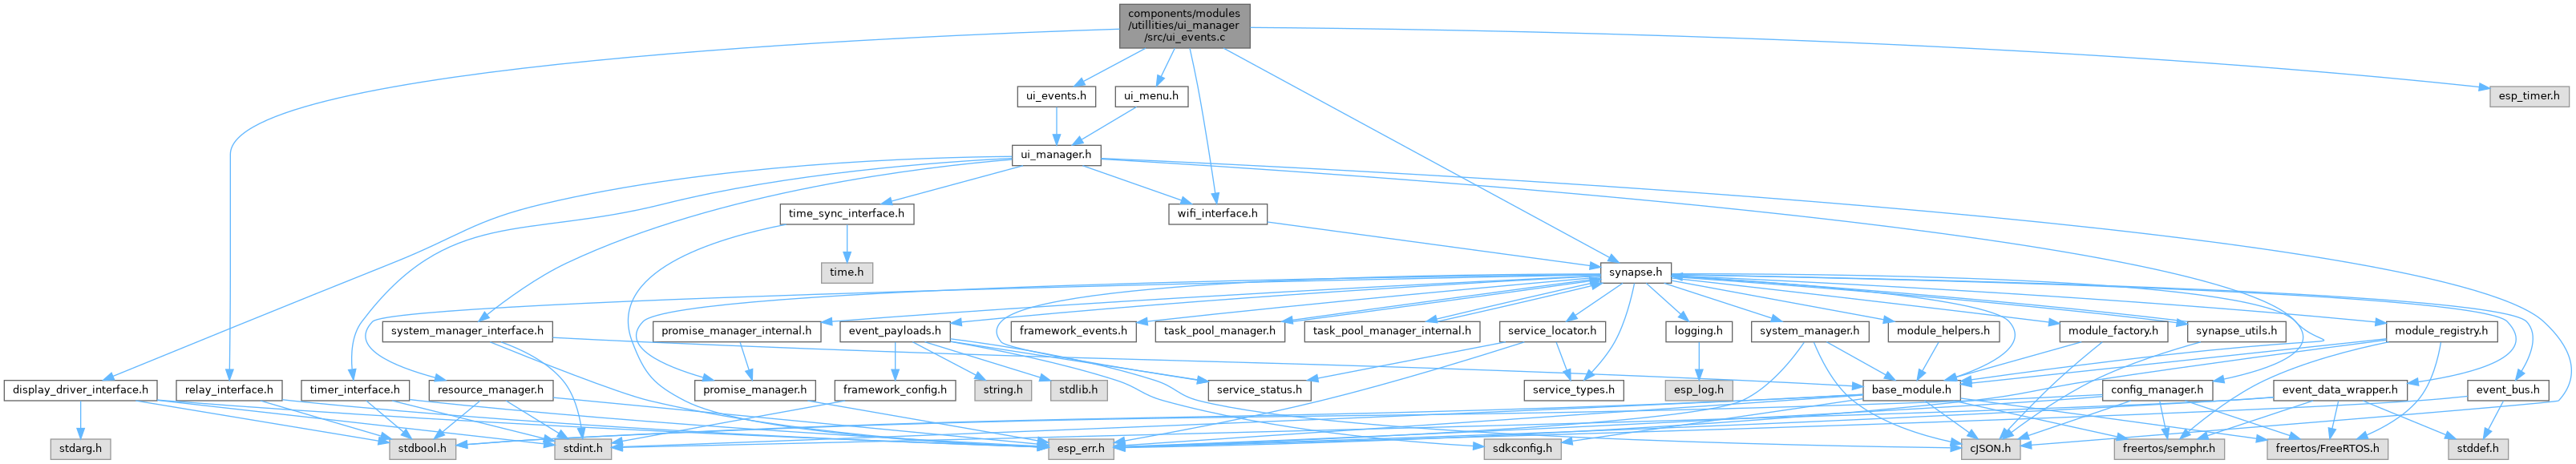 components/modules
/utillities/ui_manager
/src/ui_events.c
ui_events.h
ui_menu.h
esp_timer.h
ui_manager.h
time_sync_interface.h
wifi_interface.h
time.h
synapse.h
system_manager_interface.h
promise_manager_internal.h
event_payloads.h
framework_events.h
task_pool_manager.h
task_pool_manager_internal.h
service_locator.h
logging.h
system_manager.h
module_helpers.h
module_factory.h
synapse_utils.h
module_registry.h
display_driver_interface.h
relay_interface.h
timer_interface.h
resource_manager.h
promise_manager.h
framework_config.h
string.h
stdlib.h
service_status.h
service_types.h
esp_log.h
base_module.h
config_manager.h
event_data_wrapper.h
event_bus.h
stdarg.h
stdbool.h
stdint.h
esp_err.h
sdkconfig.h
cJSON.h
freertos/semphr.h
freertos/FreeRTOS.h
stddef.h